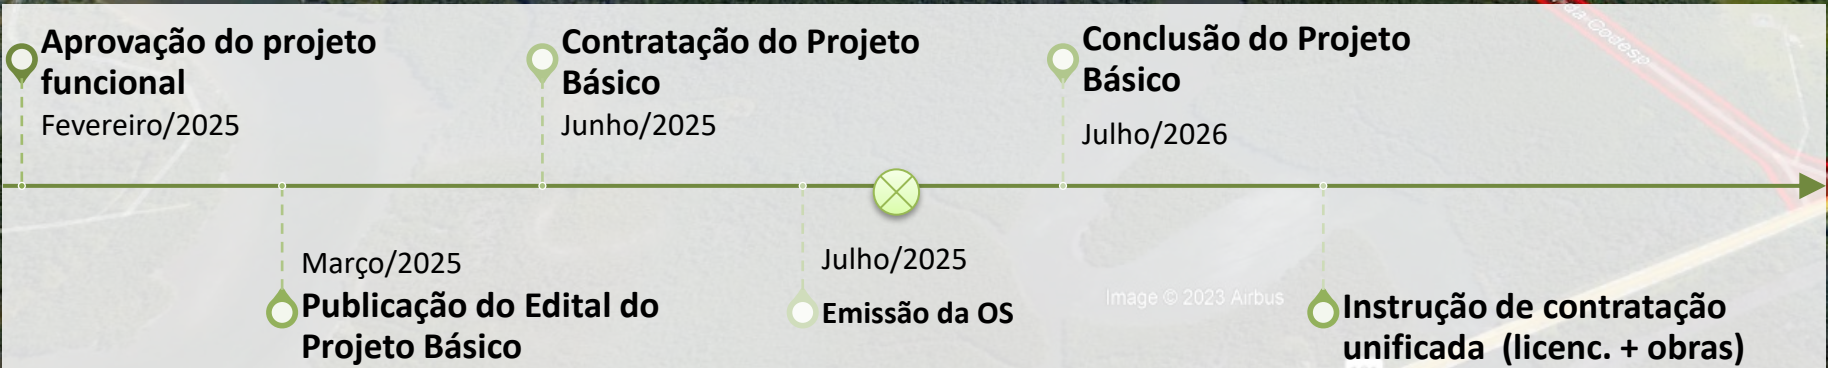 Aprovação do projeto
funcional
Fevereiro/2025
Contratação do Projeto
Básico
Junho/2025
Conclusão do Projeto
Básico
Julho/2026
da Codesp
Março/2025
Publicação do Edital do
Projeto Básico
Julho/2025
Emissão da OS
Image © 2023 Airbus
Instrução de contratação
unificada (licenc. + obras)